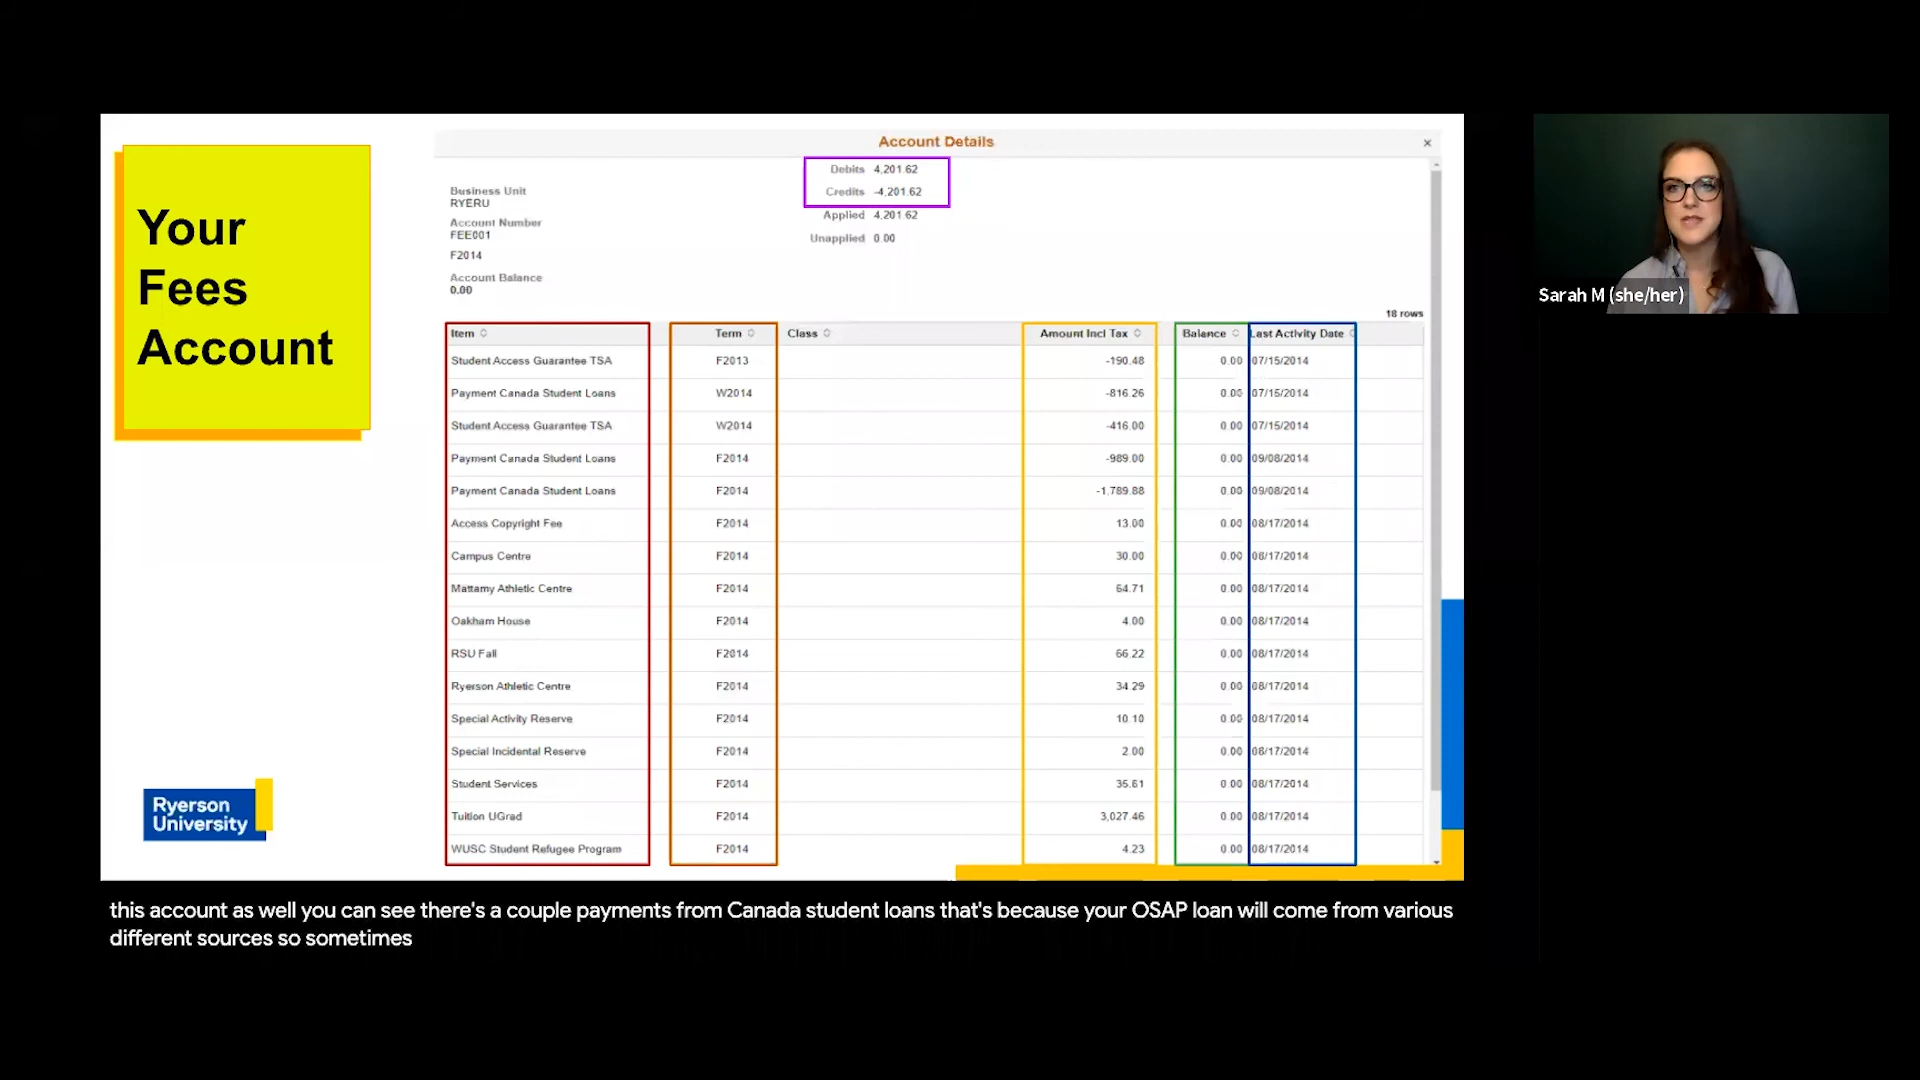 Your
Fees
Account
Ryerson
University
Account Details
×
Debits 4,201.62
Credits -4,201.62
Applied 4,201.62
Unapplied 0.00
Business Unit
RYERU
Account Number
FEE001
F2014
Account Balance
0.00
18 rows
Item Term Class Amount Incl Tax Balance Last Activity Date
Student Access Guarantee TSA F2013 -190.48 0.00 07/15/2014
Payment Canada Student Loans W2014 -816.26 0.00 07/15/2014
Student Access Guarantee TSA W2014 -416.00 0.00 07/15/2014
Payment Canada Student Loans F2014 -989.00 0.00 09/08/2014
Payment Canada Student Loans F2014 -1,789.88 0.00 09/08/2014
Access Copyright Fee F2014 13.00 0.00 08/17/2014
Campus Centre F2014 30.00 0.00 08/17/2014
Mattamy Athletic Centre F2014 64.71 0.00 08/17/2014
Oakham House F2014 4.00 0.00 08/17/2014
RSU Fall F2014 66.22 0.00 08/17/2014
Ryerson Athletic Centre F2014 34.29 0.00 08/17/2014
Special Activity Reserve F2014 10.10 0.00 08/17/2014
Special Incidental Reserve F2014 2.00 0.00 08/17/2014
Student Services F2014 35.61 0.00 08/17/2014
Tuition UGrad F2014 3,027.46 0.00 08/17/2014
WUSC Student Refugee Program F2014 4.23 0.00 08/17/2014
Sarah M (she/her)
this account as well you can see there's a couple payments from Canada student loans that's because your OSAP loan will come from various
different sources so sometimes